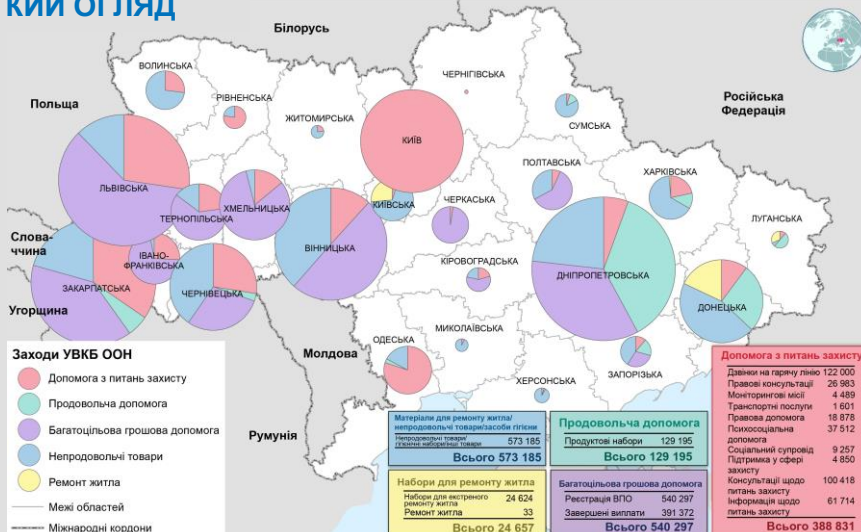 КИЙ ОГЛЯД
Білорусь
Польща
Російська
Федерація
Слова-
ччина
Угорщина
Молдова
Румунія
ВОЛИНСЬКА
РІВНЕНСЬКА
ЖИТОМИРСЬКА
ЧЕРНІГІВСЬКА
КИЇВ
СУМСЬКА
ЛЬВІВСЬКА
ТЕРНОПІЛЬСЬКА
ХМЕЛЬНИЦЬКА
КИЇВСЬКА
ПОЛТАВСЬКА
ХАРКІВСЬКА
ЛУГАНСЬКА
ЧЕРКАСЬКА
ВІННИЦЬКА
ІВАНО-
ФРАНКІВСЬКА
ЗАКАРПАТСЬКА
ЧЕРНІВЕЦЬКА
КІРОВОГРАДСЬКА
ДНІПРОПЕТРОВСЬКА
ДОНЕЦЬКА
ОДЕСЬКА
МИКОЛАЇВСЬКА
ЗАПОРІЗЬКА
ХЕРСОНСЬКА
Заходи УВКБ ООН
Допомога з питань захисту
Продовольча допомога
Багатоцільова грошова допомога
Непродовольчі товари
Ремонт житла
Межі областей
Міжнародні кордони
Матеріали для ремонту житла/
непродовольчі товари/засоби гігієни
Непродовольчі товари/
гігієнічні набори/інші товари 573 185
Всього 573 185
Продовольча допомога
Продуктові набори 129 195
Всього 129 195
Набори для ремонту житла
Набори для екстреного
ремонту житла 24 624
Ремонт житла 33
Всього 24 657
Багатоцільова грошова допомога
Реєстрація ВПО 540 297
Завершені виплати 391 372
Всього 540 297
Допомога з питань захисту
Дзвінки на гарячу лінію 122 000
Правові консультації 26 983
Моніторингові місії 4 489
Транспортні послуги 1 601
Правова допомога 18 878
Психосоціальна 37 512
допомога
Соціальний супровід 9 257
Підтримка у сфері 4 850
захисту
Консультації щодо 100 418
питань захисту
Інформація щодо 61 714
питань захисту
Всього 388 831